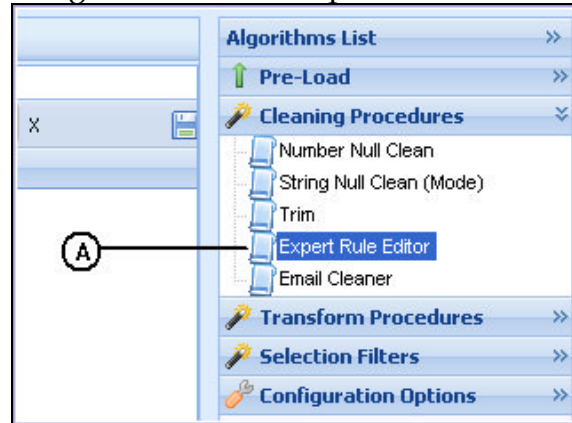 Algorithms List
Pre-Load
X
Cleaning Procedures
Number Null Clean
String Null Clean (Mode)
Trim
A
Expert Rule Editor
Email Cleaner
Transform Procedures
Selection Filters
Configuration Options